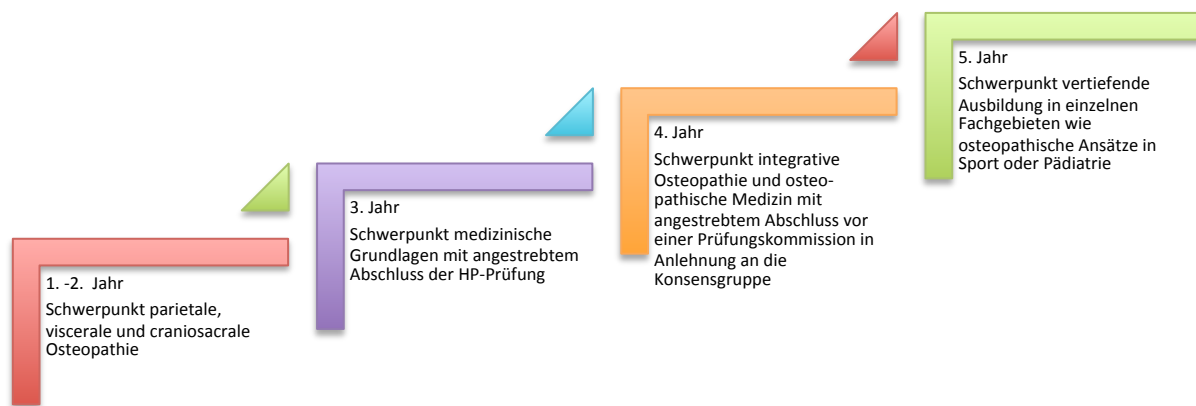 1. -2. Jahr
Schwerpunkt parietale,
viscerale und craniosacrale
Osteopathie
3. Jahr
Schwerpunkt medizinische
Grundlagen mit angestrebtem
Abschluss der HP-Prüfung
4. Jahr
Schwerpunkt integrative
Osteopathie und osteo-
pathische Medizin mit
angestrebtem Abschluss vor
einer Prüfungskommission in
Anlehnung an die
Konsensgruppe
5. Jahr
Schwerpunkt vertiefende
Ausbildung in einzelnen
Fachgebieten wie
osteopathische Ansätze in
Sport oder Pädiatrie